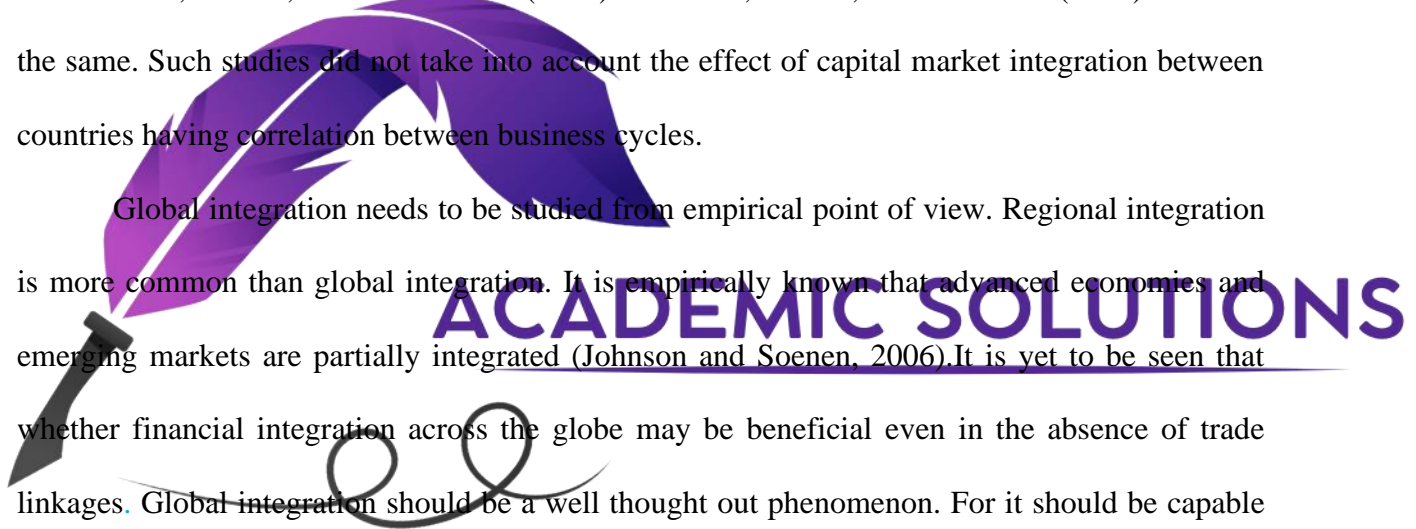 the same. Such studies did not take into account the effect of capital market integration between
countries having correlation between business cycles.
Global integration needs to be studied from empirical point of view. Regional integration
is more common than global integration. It is empirically known that advanced economies and
ACADEMIC SOLUTIONS
emerging markets are partially integrated (Johnson and Soenen, 2006).It is yet to be seen that
whether financial integration across the globe may be beneficial even in the absence of trade
linkages. Global integration should be a well thought out phenomenon. For it should be capable